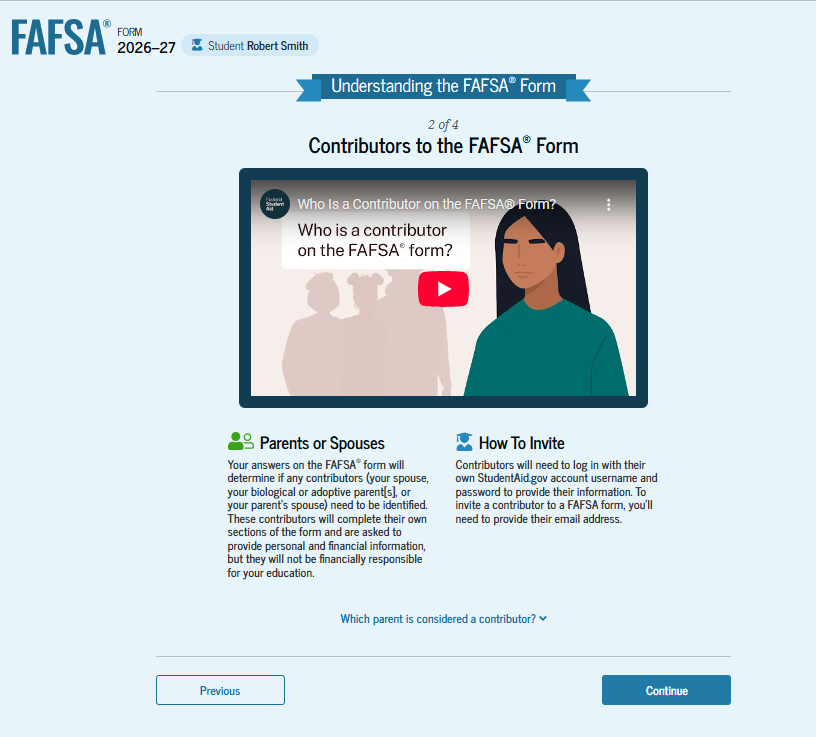 FAFSA®
FORM
2026–27
Student Robert Smith
Understanding the FAFSA® Form
2 of 4
Contributors to the FAFSA® Form
Federal
Student
Aid
Who Is a Contributor on the FAFSA® Form?
Who is a contributor
on the FAFSA® form?
Parents or Spouses
Your answers on the FAFSA® form will
determine if any contributors (your spouse,
your biological or adoptive parent[s], or
your parent's spouse) need to be identified.
These contributors will complete their own
sections of the form and are asked to
provide personal and financial information,
but they will not be financially responsible
for your education.
How To Invite
Contributors will need to log in with their
own StudentAid.gov account username and
password to provide their information. To
invite a contributor to a FAFSA form, you'll
need to provide their email address.
Which parent is considered a contributor?
Previous
Continue